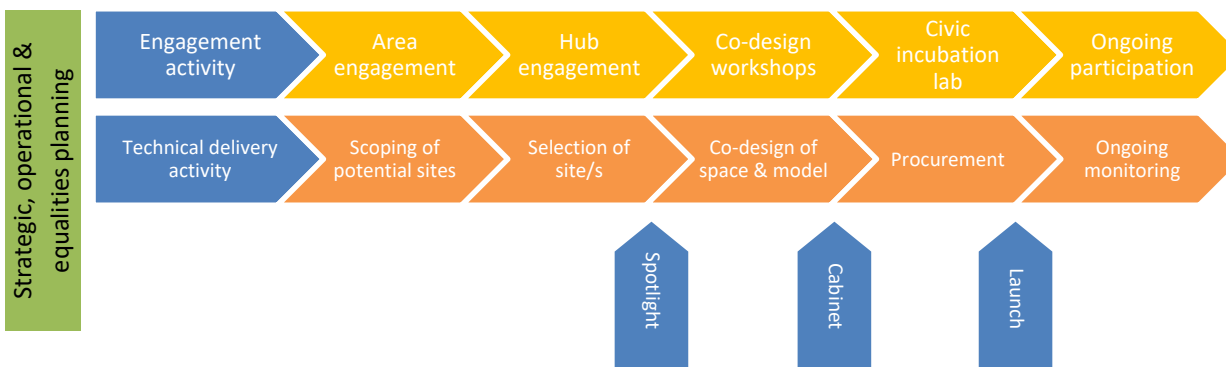 Strategic, operational &
equalities planning
Engagement
activity
Area
engagement
Hub
engagement
Co-design
workshops
Civic
incubation
lab
Ongoing
participation
Technical delivery
activity
Scoping of
potential sites
Selection of
site/s
Co-design of
space & model
Procurement
Ongoing
monitoring
Spotlight
Cabinet
Launch